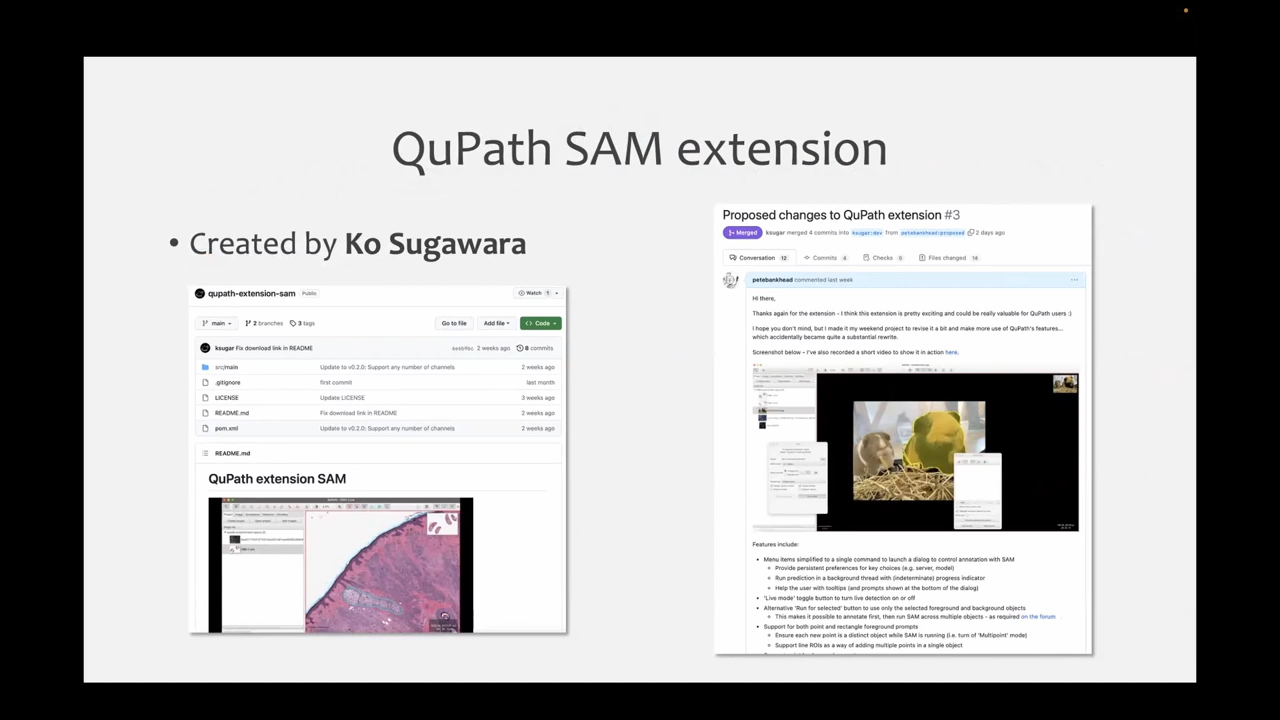 QuPath SAM extension
• Created by Ko Sugawara
qupath-extension-sam Public
Watch 1
main
2 branches
3 tags
Go to file
Add file
Code
ksugar Fix download link in README
2 weeks ago
8 commits
src/main Update to v0.2.0: Support any number of channels 2 weeks ago
.gitignore first commit last month
LICENSE Update LICENSE 3 weeks ago
README.md Fix download link in README 2 weeks ago
pom.xml Update to v0.2.0: Support any number of channels 2 weeks ago
README.md
QuPath extension SAM
Proposed changes to QuPath extension #3
Merged ksugar merged 4 commits into ksugar:dev from petebankhead:proposed 2 days ago
Conversation 12 Commits 4 Checks 0 Files changed 14
petebankhead commented last week
Hi there,
Thanks again for the extension - I think this extension is pretty exciting and could be really valuable for QuPath users :)
I hope you don't mind, but I made it my weekend project to revise it a bit and make more use of QuPath's features...
which accidentally became quite a substantial rewrite.
Screenshot below - I've also recorded a short video to show it in action here.
Features include:
• Menu items simplified to a single command to launch a dialog to control annotation with SAM
Provide persistent preferences for key choices (e.g. server, model)
Run prediction in a background thread with (indeterminate) progress indicator
Help the user with tooltips (and prompts shown at the bottom of the dialog)
• 'Live mode' toggle button to turn live detection on or off
• Alternative 'Run for selected' button to use only the selected foreground and background objects
This makes it possible to annotate first, then run SAM across multiple objects - as required on the forum
• Support for both point and rectangle foreground prompts
Ensure each new point is a distinct object while SAM is running (i.e. turn of 'Multipoint' mode)
Support line ROIs as a way of adding multiple points in a single object